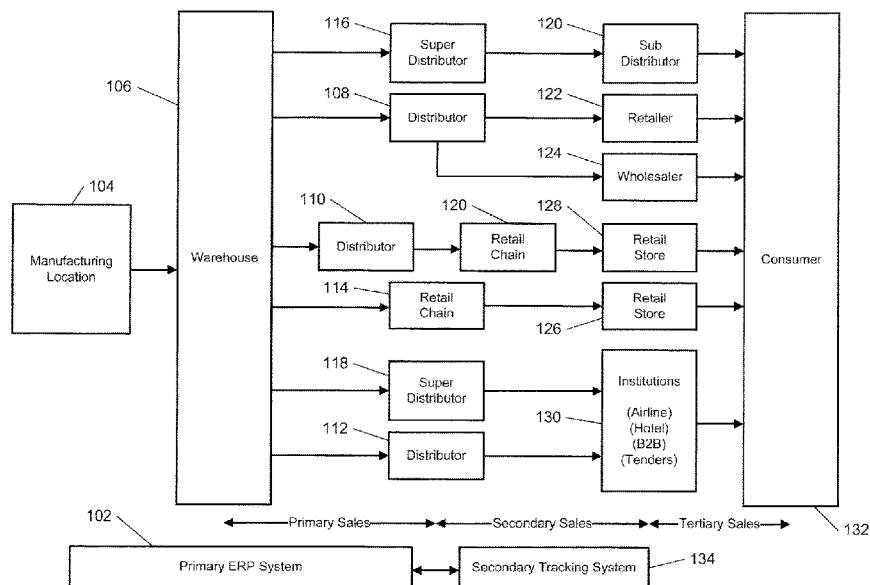 116
Super
Distributor
120
Sub
Distributor
106
108
Distributor
122
Retailer
124
Wholesaler
104
Manufacturing
Location
Warehouse
110
Distributor
120
Retail
Chain
128
Retail
Store
Consumer
114
Retail
Chain
Retail
Store
126
118
Super
Distributor
Institutions
(Airline)
(Hotel)
(B2B)
(Tenders)
130
112
Distributor
Primary Sales
Secondary Sales
Tertiary Sales
132
102
Primary ERP System
Secondary Tracking System
134